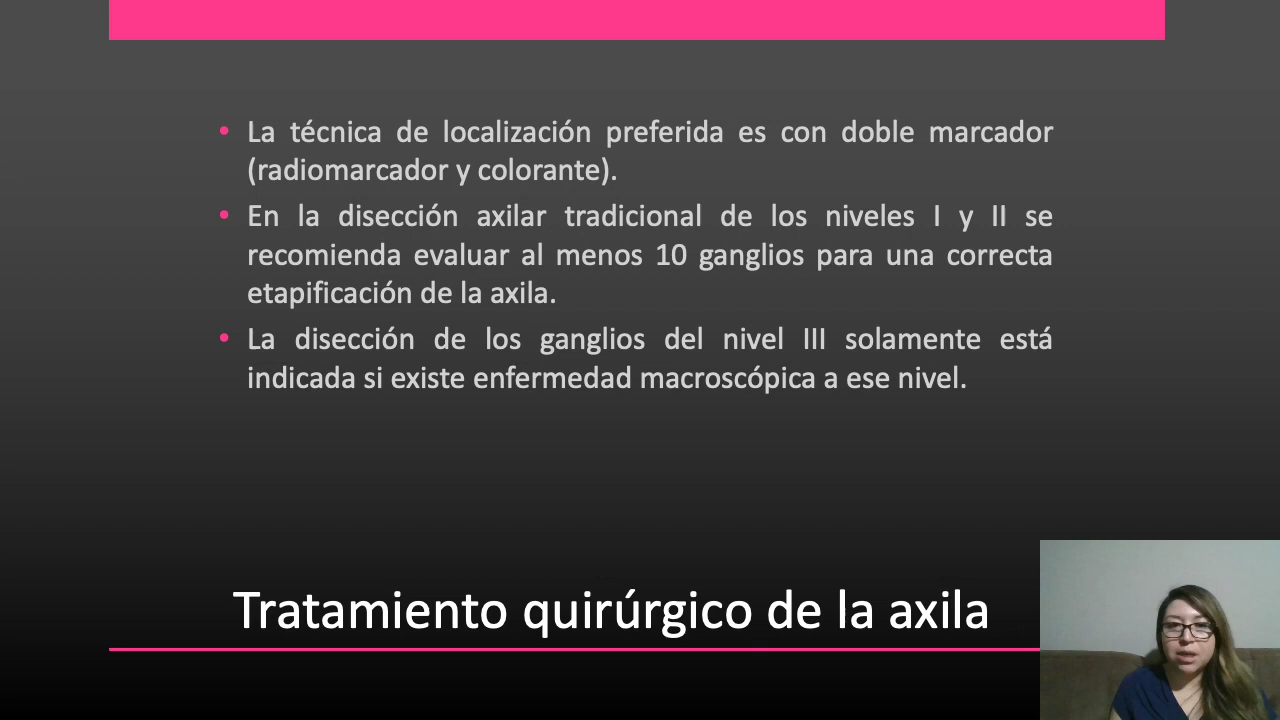 • La técnica de localización preferida es con doble marcador
(radiomarcador y colorante).
• En la disección axilar tradicional de los niveles I y II se
recomienda evaluar al menos 10 ganglios para una correcta
etapificación de la axila.
• La disección de los ganglios del nivel III solamente está
indicada si existe enfermedad macroscópica a ese nivel.
Tratamiento quirúrgico de la axila